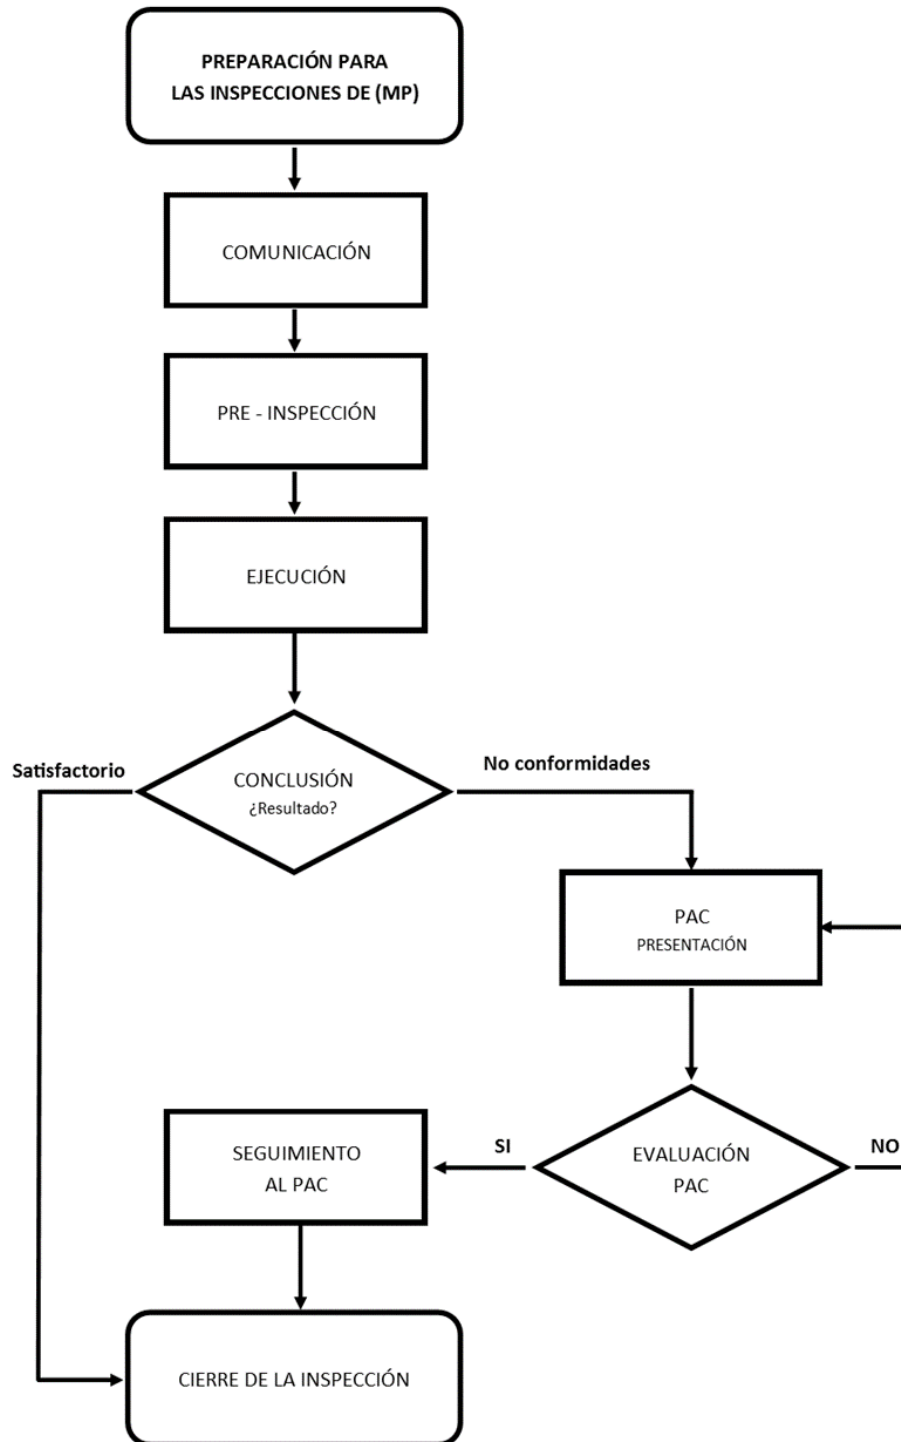 PREPARACIÓN PARA
LAS INSPECCIONES DE (MP)
COMUNICACIÓN
PRE - INSPECCIÓN
EJECUCIÓN
CONCLUSIÓN
¿Resultado?
Satisfactorio
No conformidades
PAC
PRESENTACIÓN
EVALUACIÓN
PAC
SI
NO
SEGUIMIENTO
AL PAC
CIERRE DE LA INSPECCIÓN